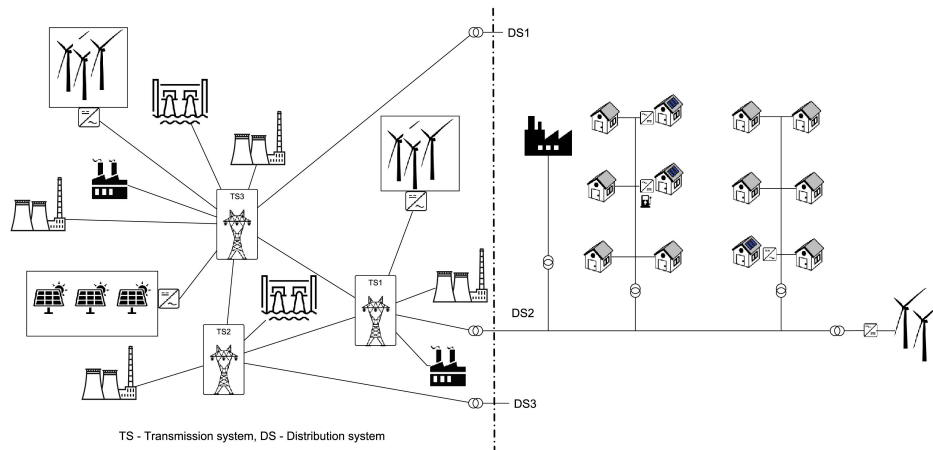 DS1
TS3
TS1
TS2
DS2
DS3
TS - Transmission system, DS - Distribution system